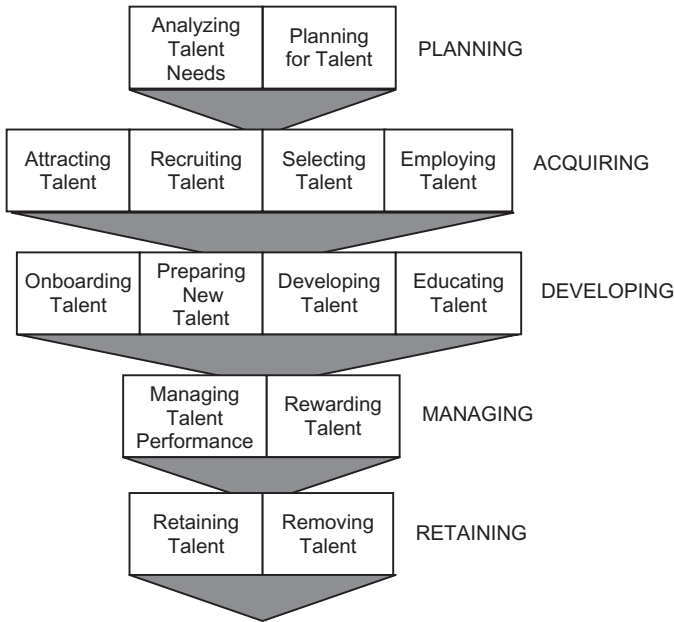 Analyzing
Talent
Needs
Planning
for Talent
PLANNING
Attracting
Talent
Recruiting
Talent
Selecting
Talent
Employing
Talent
ACQUIRING
Onboarding
Talent
Preparing
New
Talent
Developing
Talent
Educating
Talent
DEVELOPING
Managing
Talent
Performance
Rewarding
Talent
MANAGING
Retaining
Talent
Removing
Talent
RETAINING